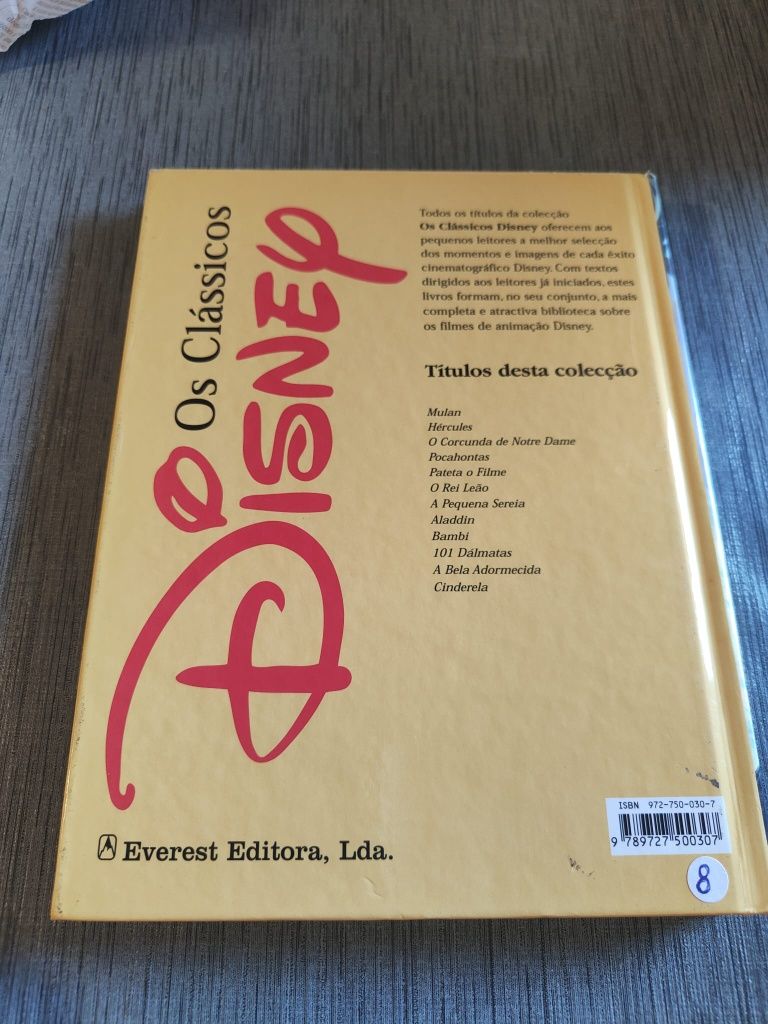 Os Clássicos
Disney
Todos os títulos da colecção
Os Clássicos Disney oferecem aos
pequenos leitores a melhor selecção
dos momentos e imagens de cada êxito
cinematográfico Disney. Com textos
dirigidos aos leitores já iniciados, estes
livros formam, no seu conjunto, a mais
completa e atractiva biblioteca sobre
os filmes de animação Disney.
Títulos desta colecção
Mulan
Hércules
O Corcunda de Notre Dame
Pocahontas
Pateta o Filme
O Rei Leão
A Pequena Sereia
Aladdin
Bambi
101 Dálmatas
A Bela Adormecida
Cinderela
Everest Editora, Lda.
ISBN 972-750-030-7
9 789727 500307
8